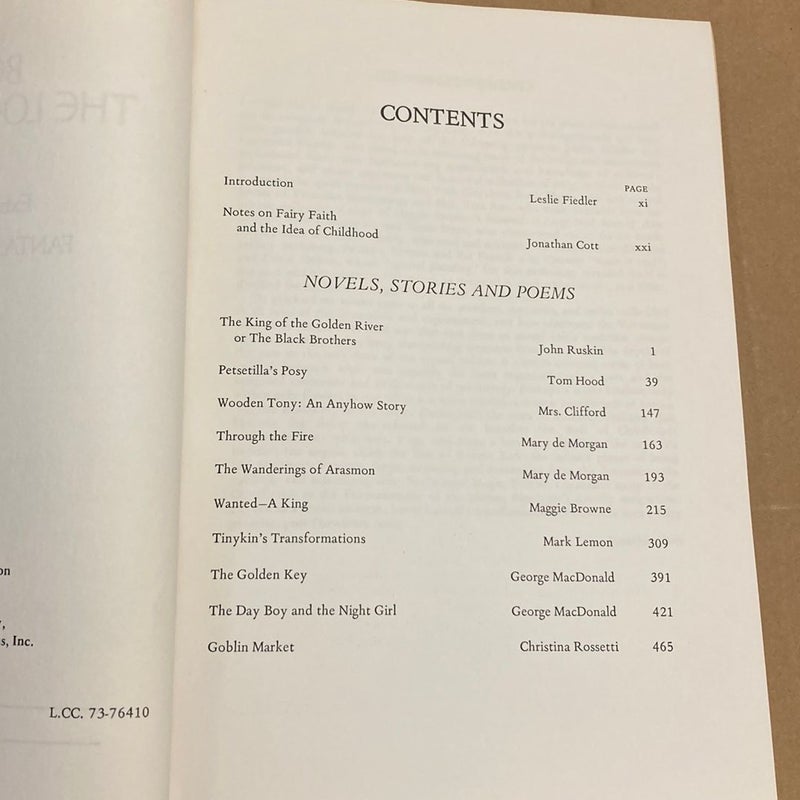 CONTENTS
PAGE
Introduction Leslie Fiedler xi
Notes on Fairy Faith
and the Idea of Childhood Jonathan Cott xxi
NOVELS, STORIES AND POEMS
The King of the Golden River
or The Black Brothers John Ruskin 1
Petsetilla's Posy Tom Hood 39
Wooden Tony: An Anyhow Story Mrs. Clifford 147
Through the Fire Mary de Morgan 163
The Wanderings of Arasmon Mary de Morgan 193
Wanted—A King Maggie Browne 215
Tinykin's Transformations Mark Lemon 309
The Golden Key George MacDonald 391
The Day Boy and the Night Girl George MacDonald 421
Goblin Market Christina Rossetti 465
on
s, Inc.
L.CC. 73-76410